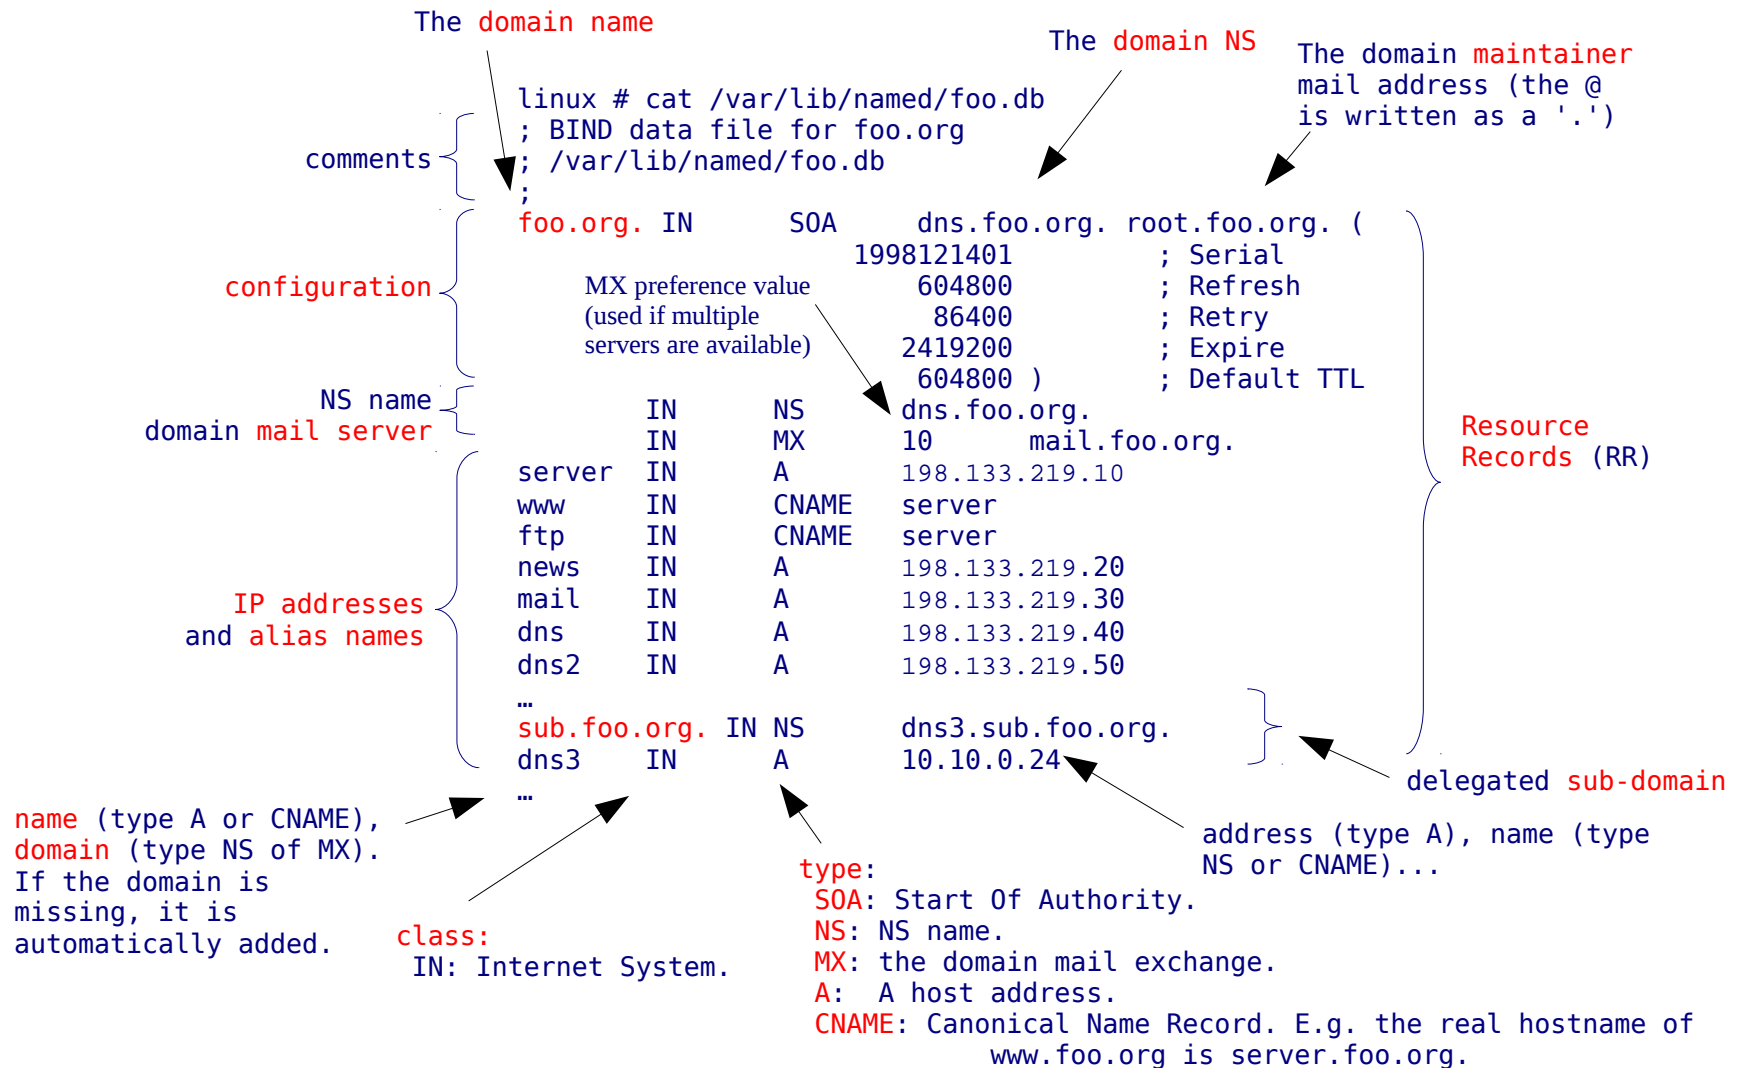 The domain name
The domain NS
The domain maintainer
mail address (the @
is written as a '.')
linux # cat /var/lib/named/foo.db
; BIND data file for foo.org
; /var/lib/named/foo.db
;
comments
foo.org. IN SOA dns.foo.org. root.foo.org. (
1998121401 ; Serial
604800 ; Refresh
86400 ; Retry
2419200 ; Expire
604800 ) ; Default TTL
configuration
MX preference value
(used if multiple
servers are available)
NS name
domain mail server
IN NS dns.foo.org.
IN MX 10 mail.foo.org.
server IN A 198.133.219.10
www IN CNAME server
ftp IN CNAME server
news IN A 198.133.219.20
mail IN A 198.133.219.30
dns IN A 198.133.219.40
dns2 IN A 198.133.219.50
…
sub.foo.org. IN NS dns3.sub.foo.org.
dns3 IN A 10.10.0.24
…
IP addresses
and alias names
Resource
Records (RR)
delegated sub-domain
name (type A or CNAME),
domain (type NS of MX).
If the domain is
missing, it is
automatically added.
class:
IN: Internet System.
type:
SOA: Start Of Authority.
NS: NS name.
MX: the domain mail exchange.
A: A host address.
CNAME: Canonical Name Record. E.g. the real hostname of
www.foo.org is server.foo.org.
address (type A), name (type
NS or CNAME)...